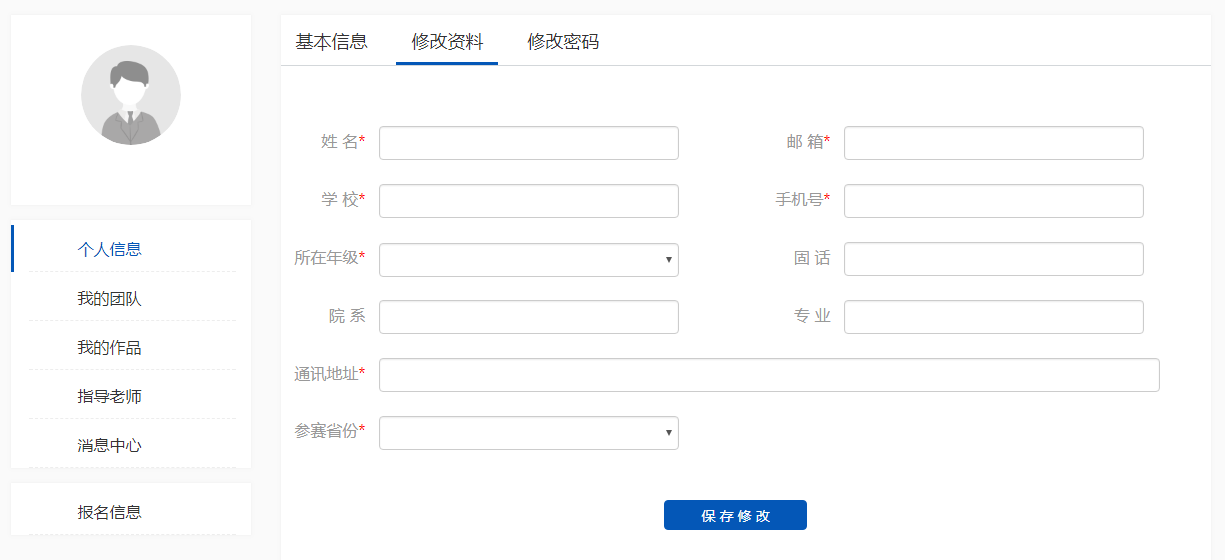 基本信息 修改资料 修改密码
个人信息
我的团队
我的作品
指导老师
消息中心
报名信息
姓 名* 邮 箱*
学 校* 手机号*
所在年级* 固 话
院 系 专 业
通讯地址*
参赛省份*
保 存 修 改